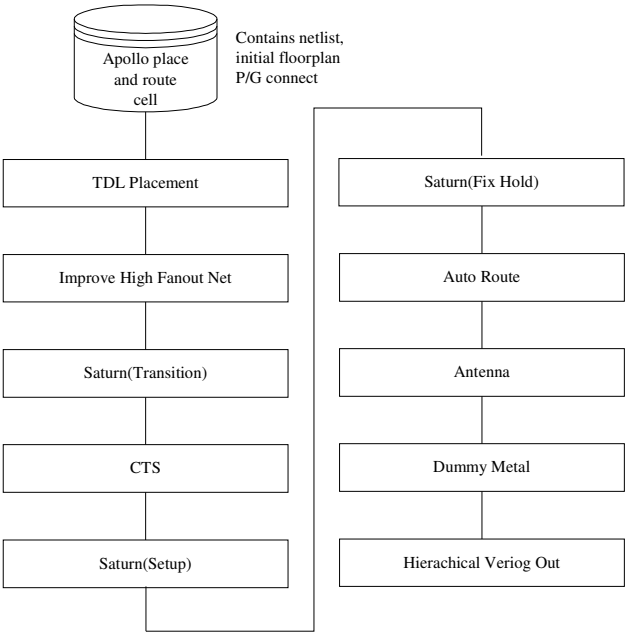 Apollo place
and route
cell
Contains netlist,
initial floorplan
P/G connect
TDL Placement
Improve High Fanout Net
Saturn(Transition)
CTS
Saturn(Setup)
Saturn(Fix Hold)
Auto Route
Antenna
Dummy Metal
Hierachical Veriog Out